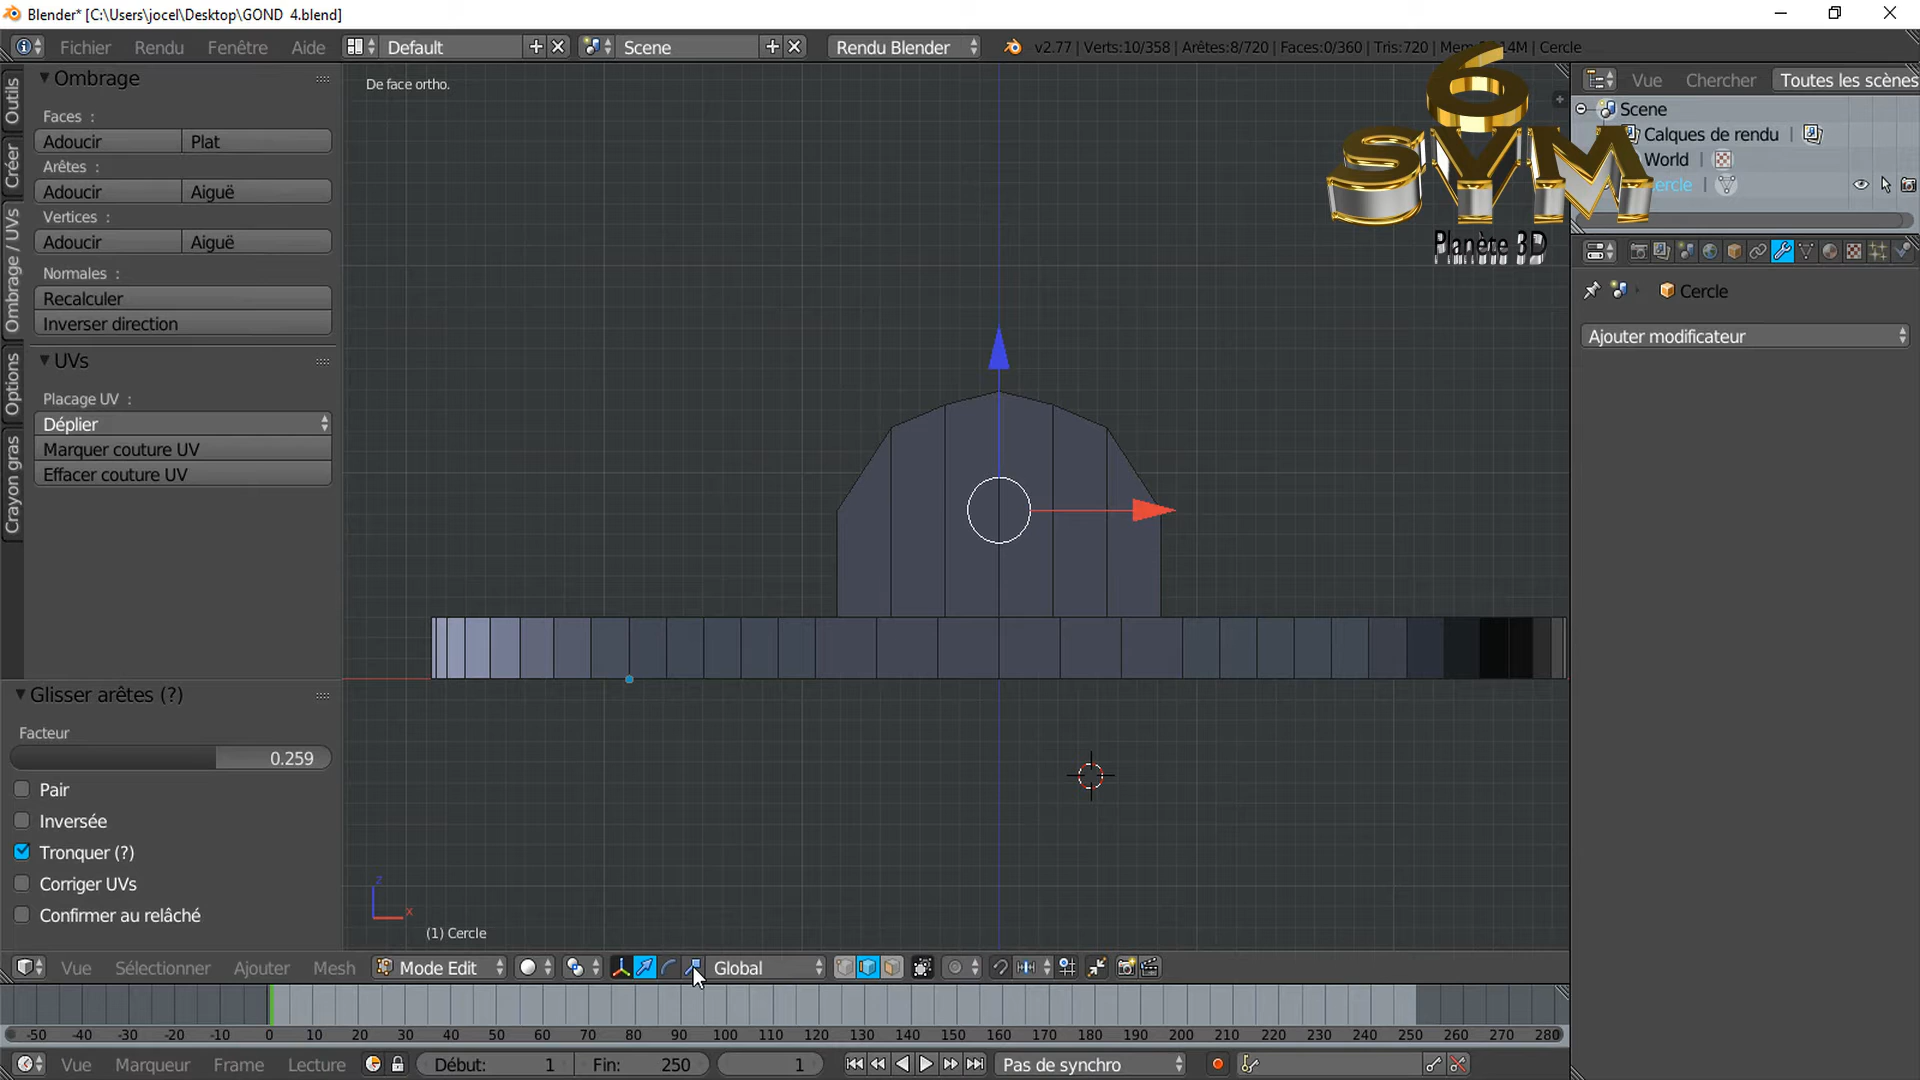 Blender* [C:\Users\jocel\Desktop\GOND  4.blend]
Fichier Rendu Fenêtre Aide Default Scene Rendu Blender v2.77 | Verts:10/358 | Arêtes:8/720 | Faces:0/360 | Tris:720 | Cercle
Ombrage
Faces :
Adoucir Plat
Arêtes :
Adoucir Aiguë
Vertices :
Adoucir Aiguë
Normales :
Recalculer
Inverser direction
UVs
Placage UV :
Déplier
Marquer couture UV
Effacer couture UV
Outils
Créer
Ombrage / UVs
Options
Crayon gras
Glisser arêtes (?)
Facteur
0.259
Pair
Inversée
Tronquer (?)
Corriger UVs
Confirmer au relâché
De face ortho.
6
SYM
Planète 3D
z
x
(1) Cercle
Vue Chercher Toutes les scènes
Scene
Calques de rendu |
World |
Cercle
Ajouter modificateur
Vue Sélectionner Ajouter Mesh Mode Edit Global
-50 -40 -30 -20 -10 0 10 20 30 40 50 60 70 80 90 100 110 120 130 140 150 160 170 180 190 200 210 220 230 240 250 260 270 280
Vue Marqueur Frame Lecture Début: 1 Fin: 250 1 Pas de synchro